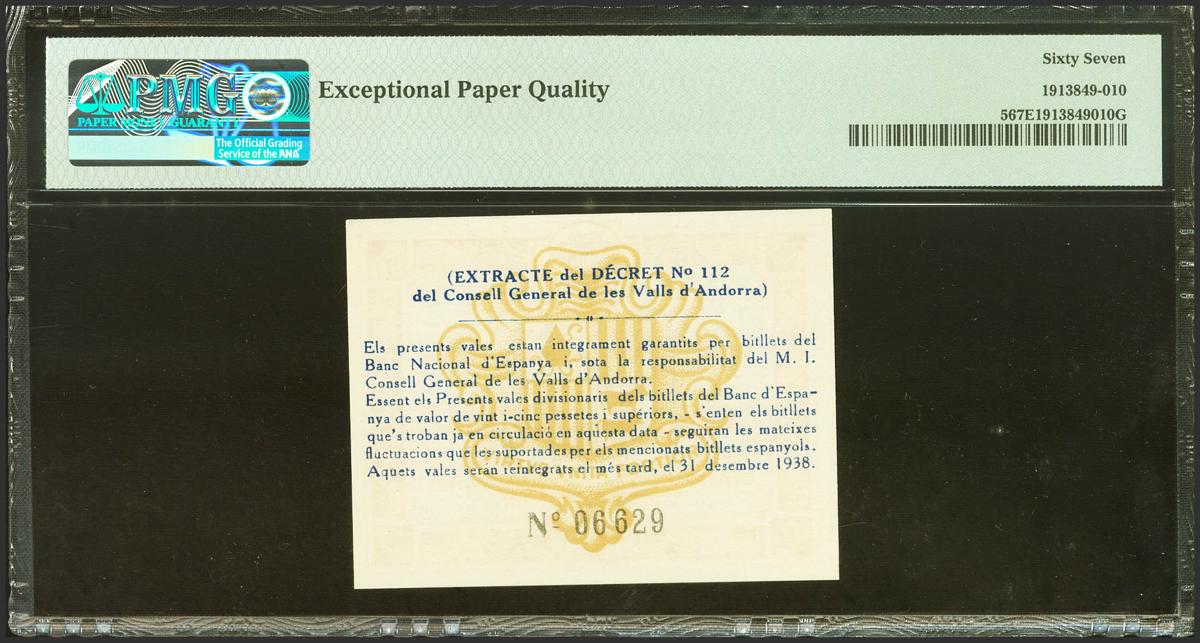 PMG
PAPER MONEY GUARANTY
The Official Grading
Service of the ANA
Exceptional Paper Quality
Sixty Seven
1913849-010
567E1913849010G
(EXTRACTE del DÉCRET Nº 112
del Consell General de les Valls d'Andorra)
Els presents vales estan integrament garantits per bitllets del
Banc Nacional d'Espanya i, sota la responsabilitat del M. I.
Consell General de les Valls d'Andorra.
Essent els Presents vales divisionaris dels bitllets del Banc d'Espa-
nya de valor de vint i-cinc pessetes i supériors, - s'enten els bitllets
que's troban ja en circulació en aqüesta data - seguiran les mateixes
fluctuacions que les suportades per els mencionats bitllets espanyols.
Aquets vales seràn reintegrats el més tard, el 31 desembre 1938.
Nº 06629